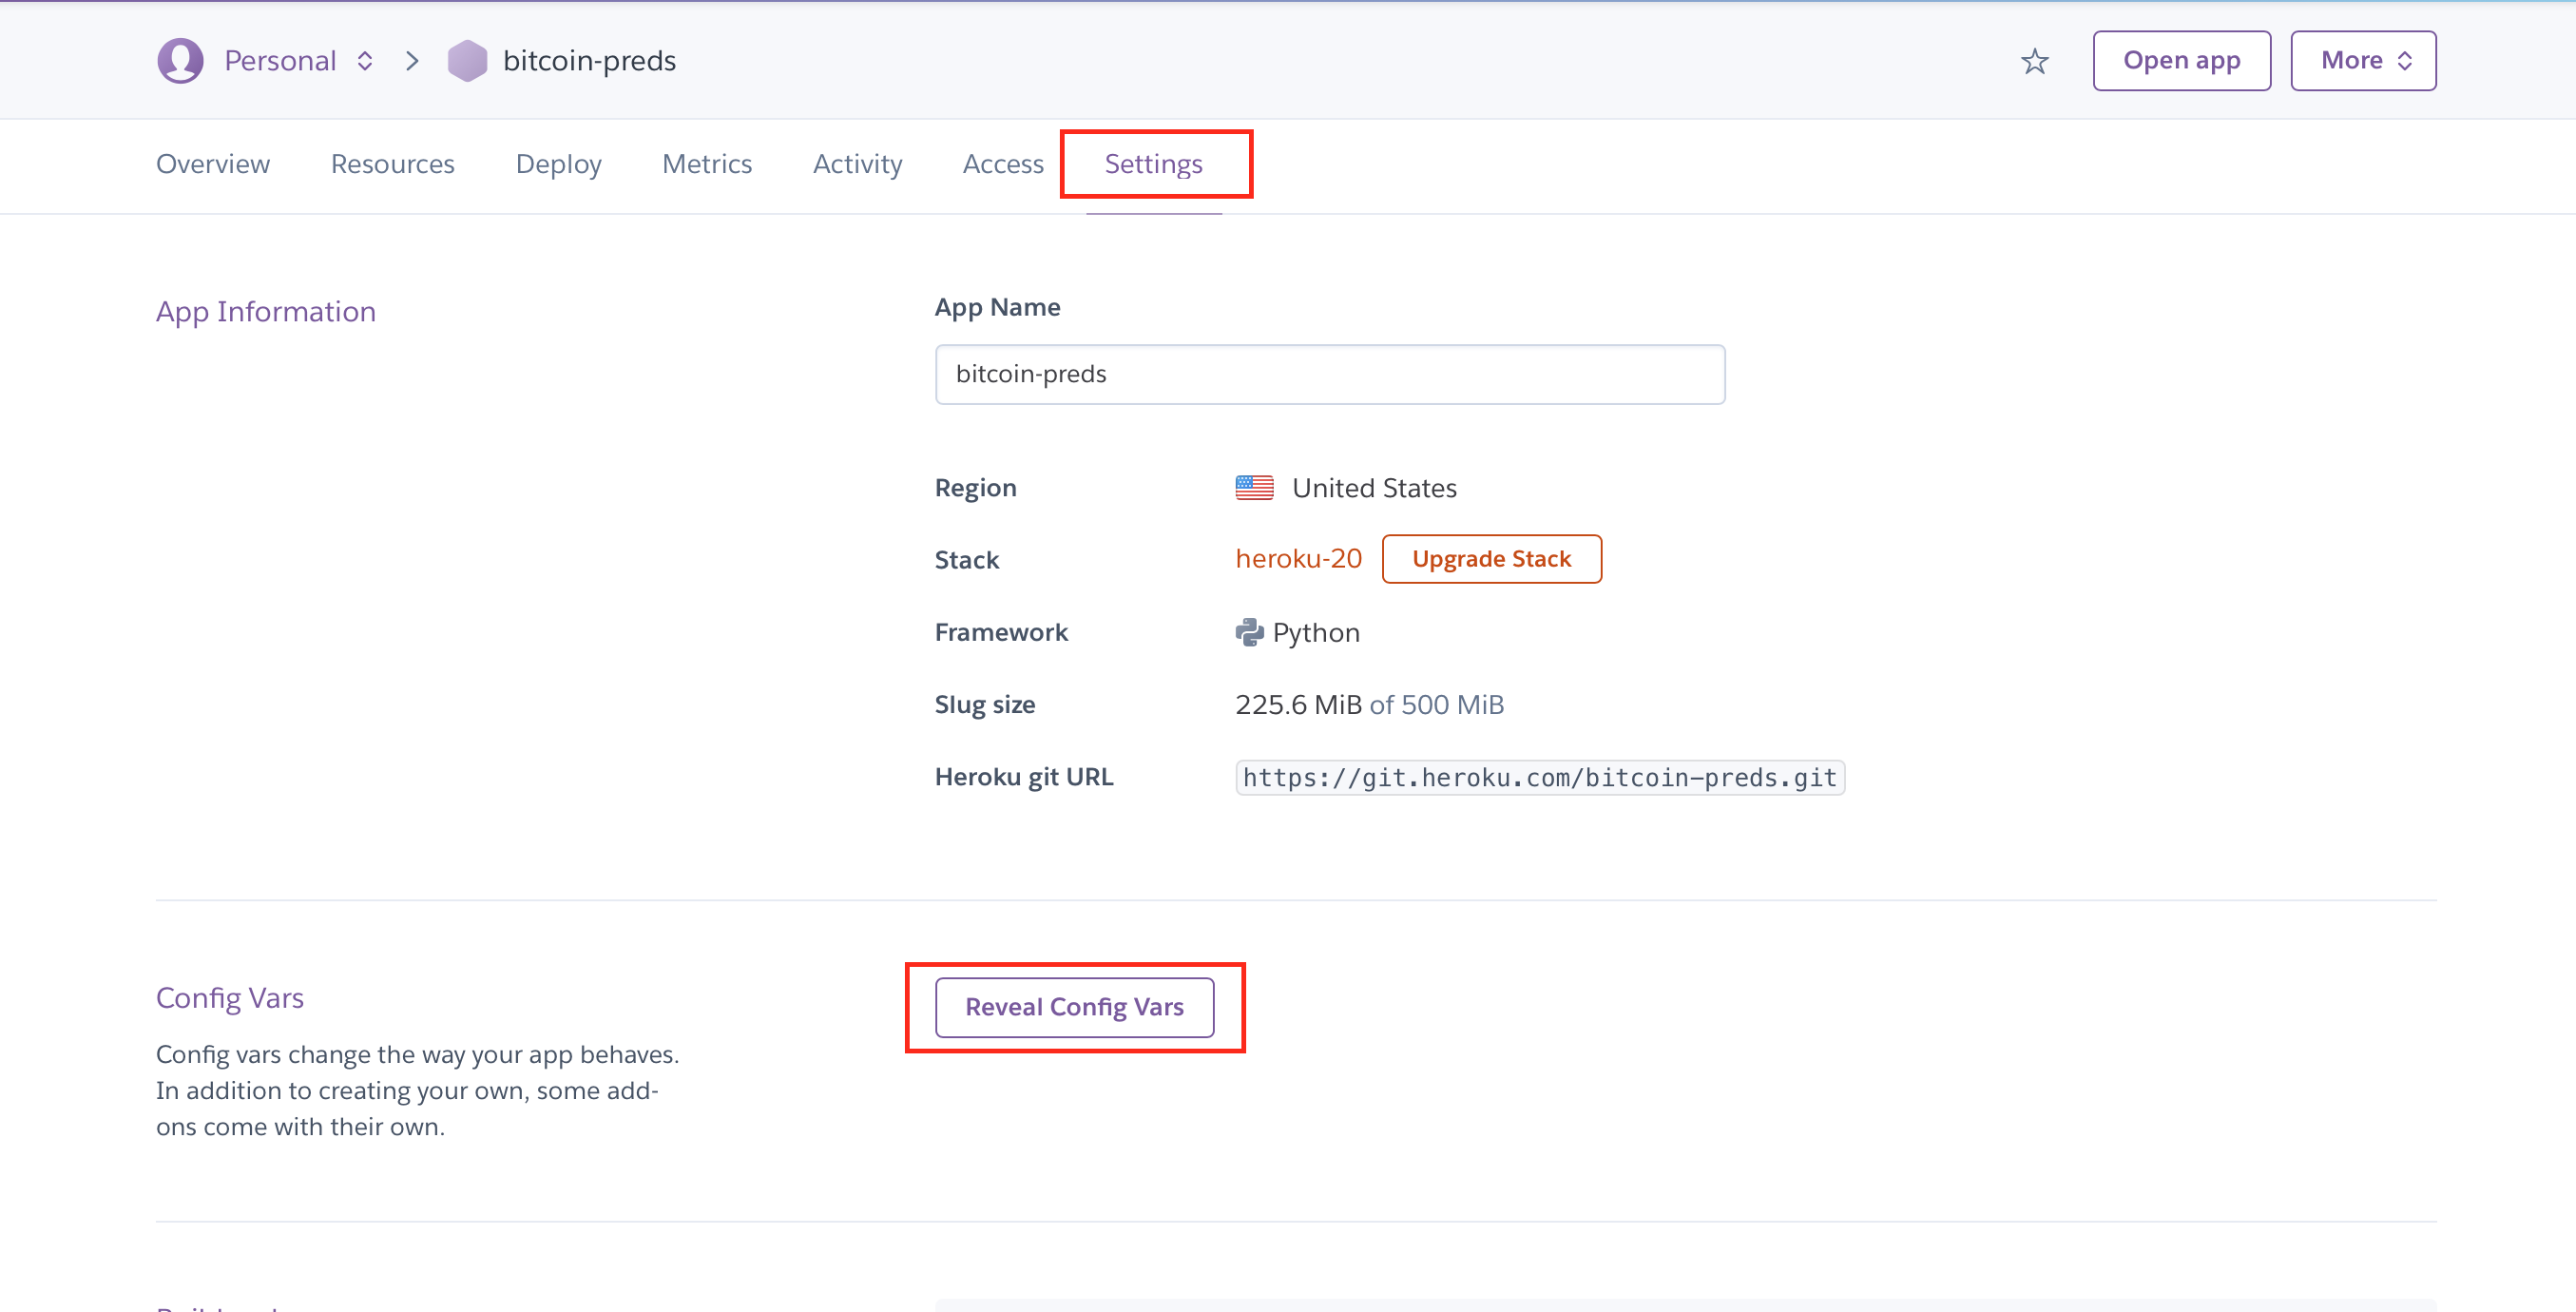 Personal > bitcoin-preds
Open app
More
Overview
Resources
Deploy
Metrics
Activity
Access
Settings
App Information
App Name
bitcoin-preds
Region
United States
Stack
heroku-20
Upgrade Stack
Framework
Python
Slug size
225.6 MiB of 500 MiB
Heroku git URL
https://git.heroku.com/bitcoin-preds.git
Config Vars
Config vars change the way your app behaves.
In addition to creating your own, some add-
ons come with their own.
Reveal Config Vars